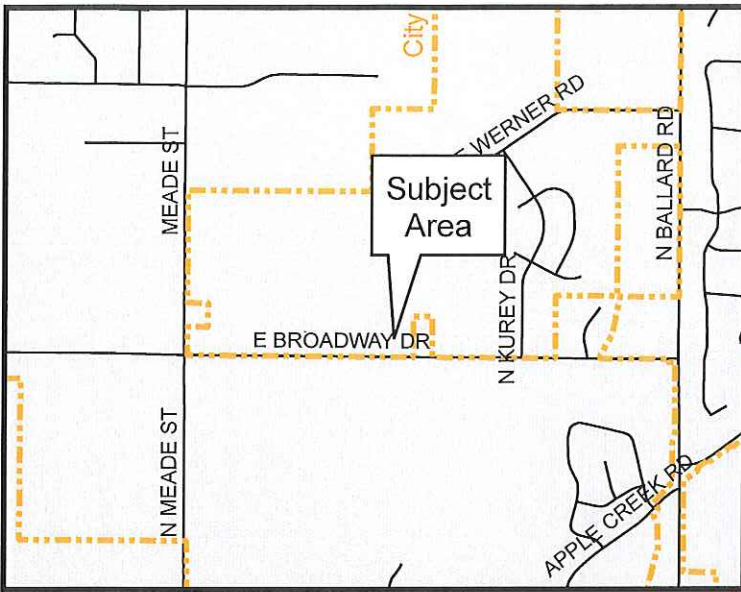 City
E WERNER RD
MEADE ST
N BALLARD RD
Subject
Area
N KUREY DR
E BROADWAY DR
N MEADE ST
APPLE CREEK RD